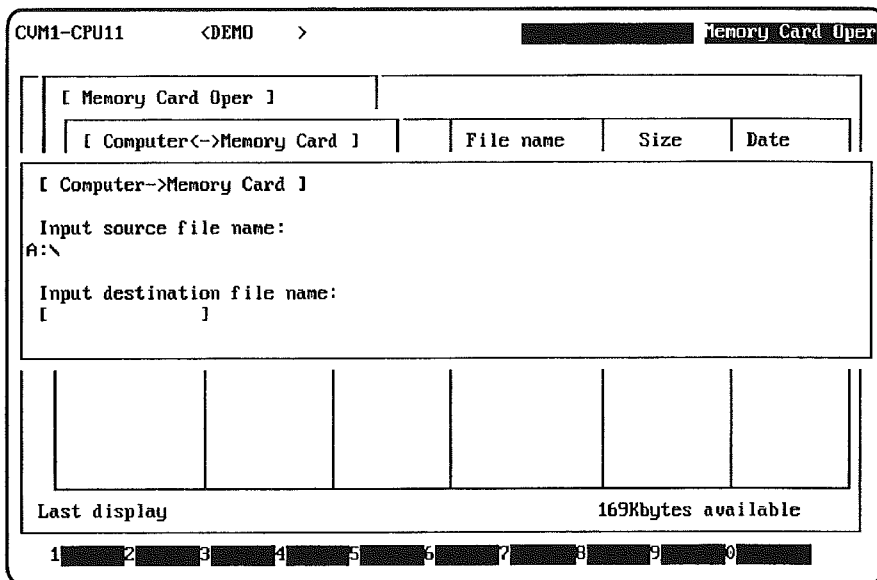 CVM1-CPU11 <DEMO > Memory Card Oper
[ Memory Card Oper ]
[ Computer<->Memory Card ] File name Size Date
[ Computer->Memory Card ]
Input source file name:
A:\
Input destination file name:
[ ]
Last display 169Kbytes available
1 2 3 4 5 6 7 8 9 0